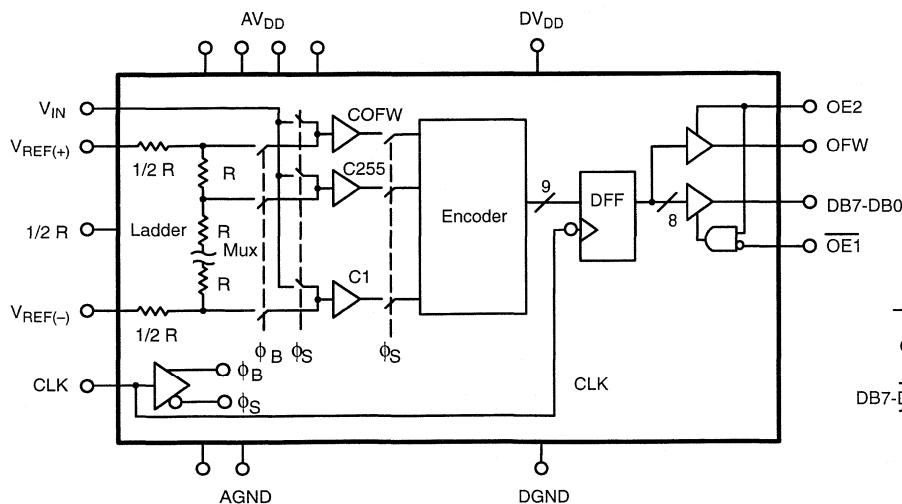 AVDD
DVDD
VIN
COFW
OE2
VREF(+)
OFW
1/2 R
R
C255
9
DFF
8
DB7-DB0
1/2 R
Ladder
R
Mux
Encoder
OE1
R
C1
VREF(–)
1/2 R
ϕB
ϕS
ϕS
CLK
ϕB
ϕS
CLK
DB7-D
AGND
DGND